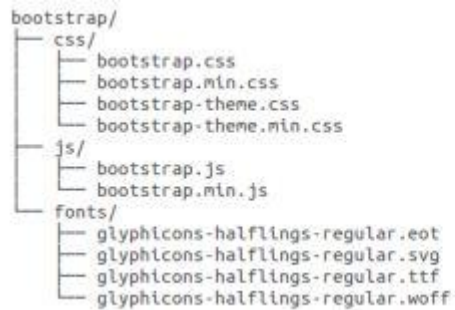 bootstrap/
├── css/
│   ├── bootstrap.css
│   ├── bootstrap.min.css
│   ├── bootstrap-theme.css
│   └── bootstrap-theme.min.css
├── js/
│   ├── bootstrap.js
│   └── bootstrap.min.js
└── fonts/
    ├── glyphicons-halflings-regular.eot
    ├── glyphicons-halflings-regular.svg
    ├── glyphicons-halflings-regular.ttf
    └── glyphicons-halflings-regular.woff